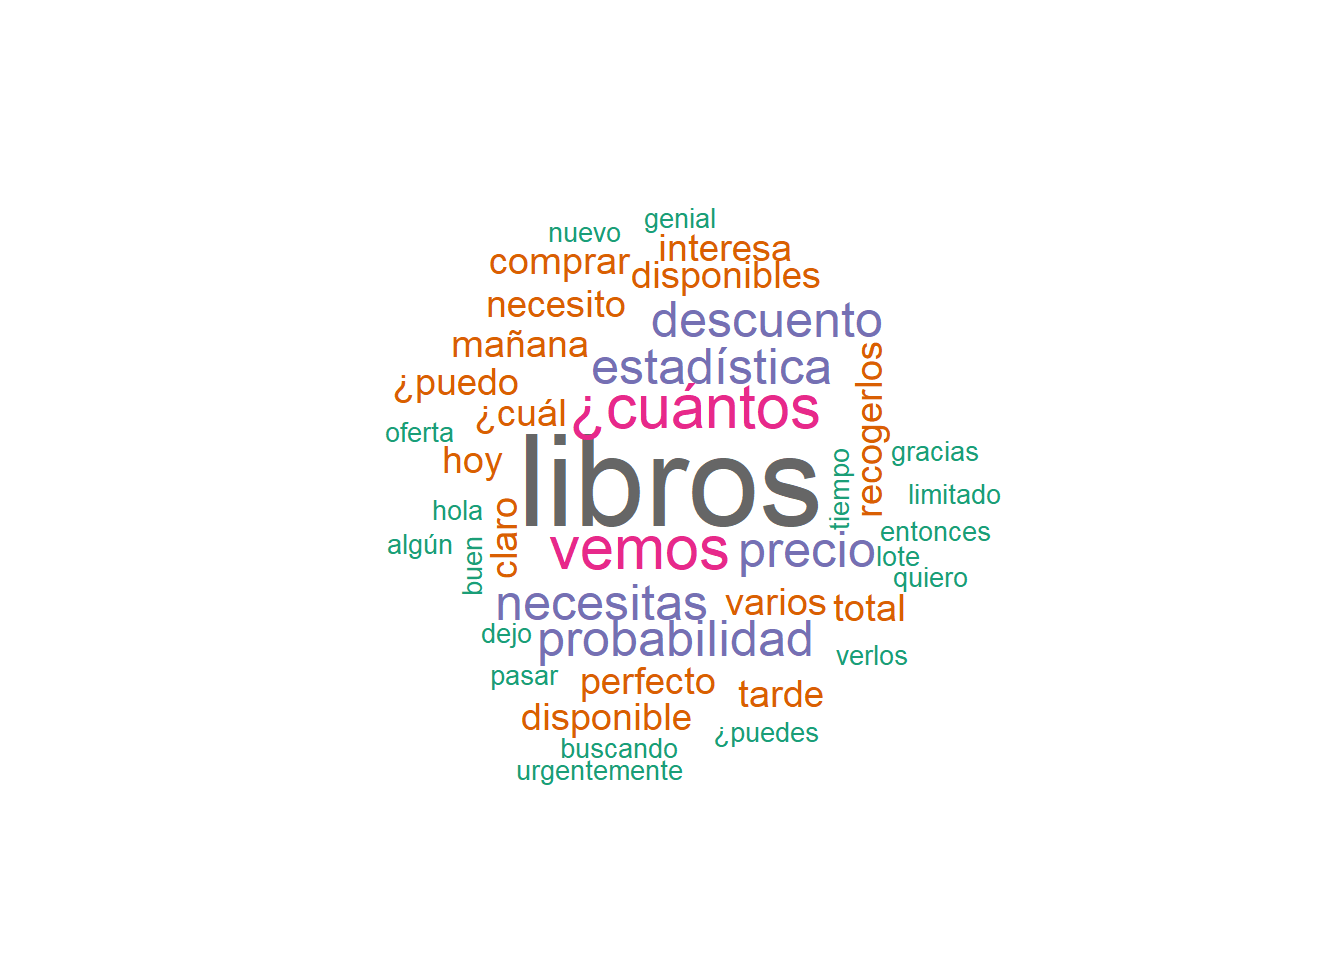 genial
nuevo
interesa
comprar
disponibles
necesito
descuento
mañana
estadística
¿puedo
¿cuál
¿cuántos
recogerlos
oferta
hoy
libros
gracias
tiempo
limitado
hola
claro
entonces
algún
buen
vemos
precio
lote
quiero
necesitas
varios
total
dejo
probabilidad
verlos
pasar
perfecto
tarde
disponible
¿puedes
buscando
urgentemente